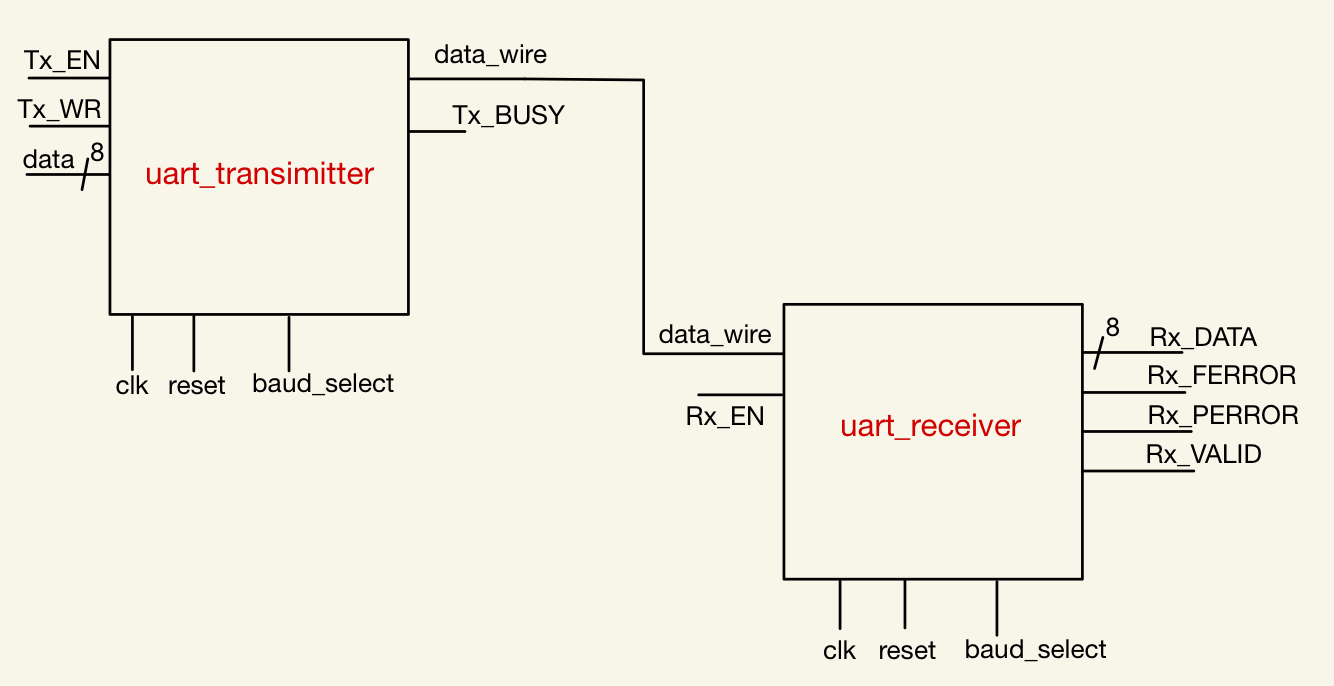 Tx_EN
Tx_WR
data 8
uart_transimitter
data_wire
Tx_BUSY
clk reset baud_select
data_wire
Rx_EN
uart_receiver
8 Rx_DATA
Rx_FERROR
Rx_PERROR
Rx_VALID
clk reset baud_select